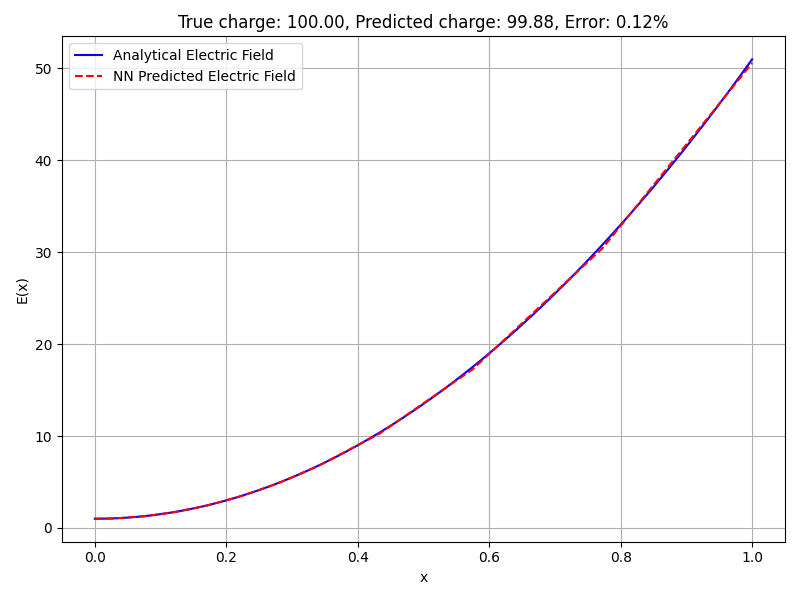 True charge: 100.00, Predicted charge: 99.88, Error: 0.12%
Analytical Electric Field
NN Predicted Electric Field
50
40
30
20
10
0
E(x)
0.0 0.2 0.4 0.6 0.8 1.0
x